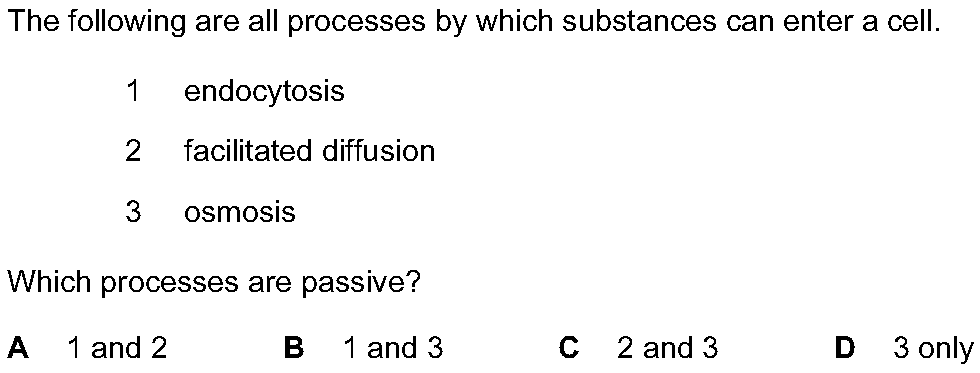 The following are all processes by which substances can enter a cell.
1 endocytosis
2 facilitated diffusion
3 osmosis
Which processes are passive?
A 1 and 2 B 1 and 3 C 2 and 3 D 3 only